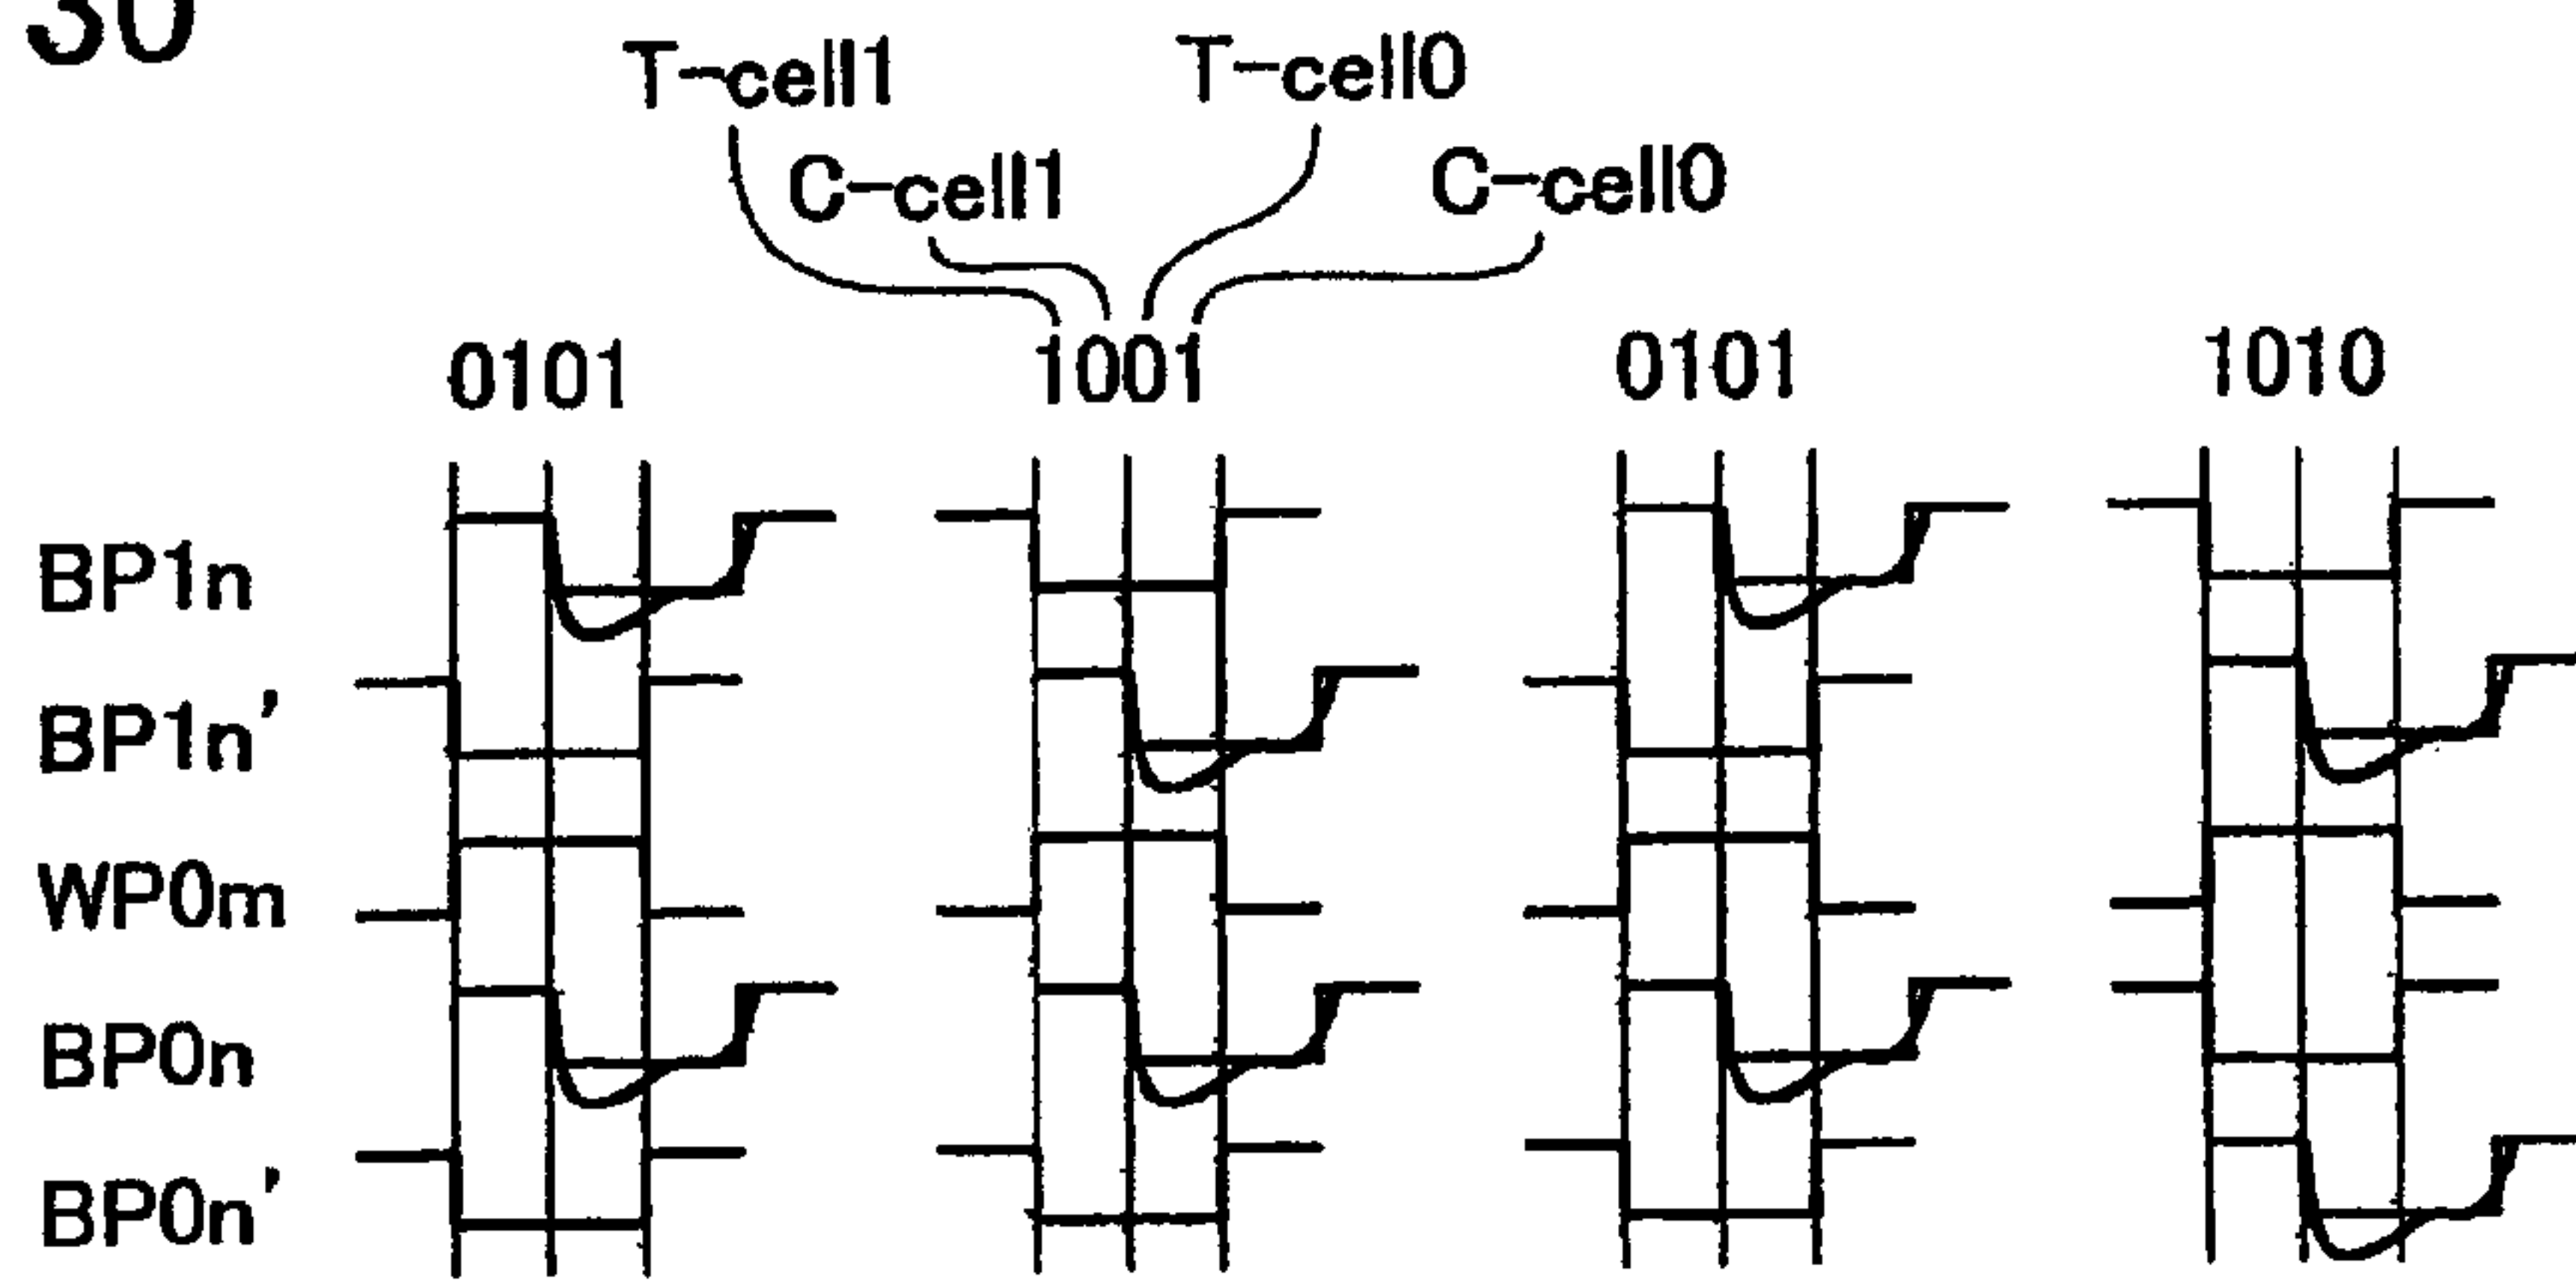 30
T-cell1
T-cell0
C-cell1
C-cell0
0101
1001
0101
1010
BP1n
BP1n'
WP0m
BP0n
BP0n'